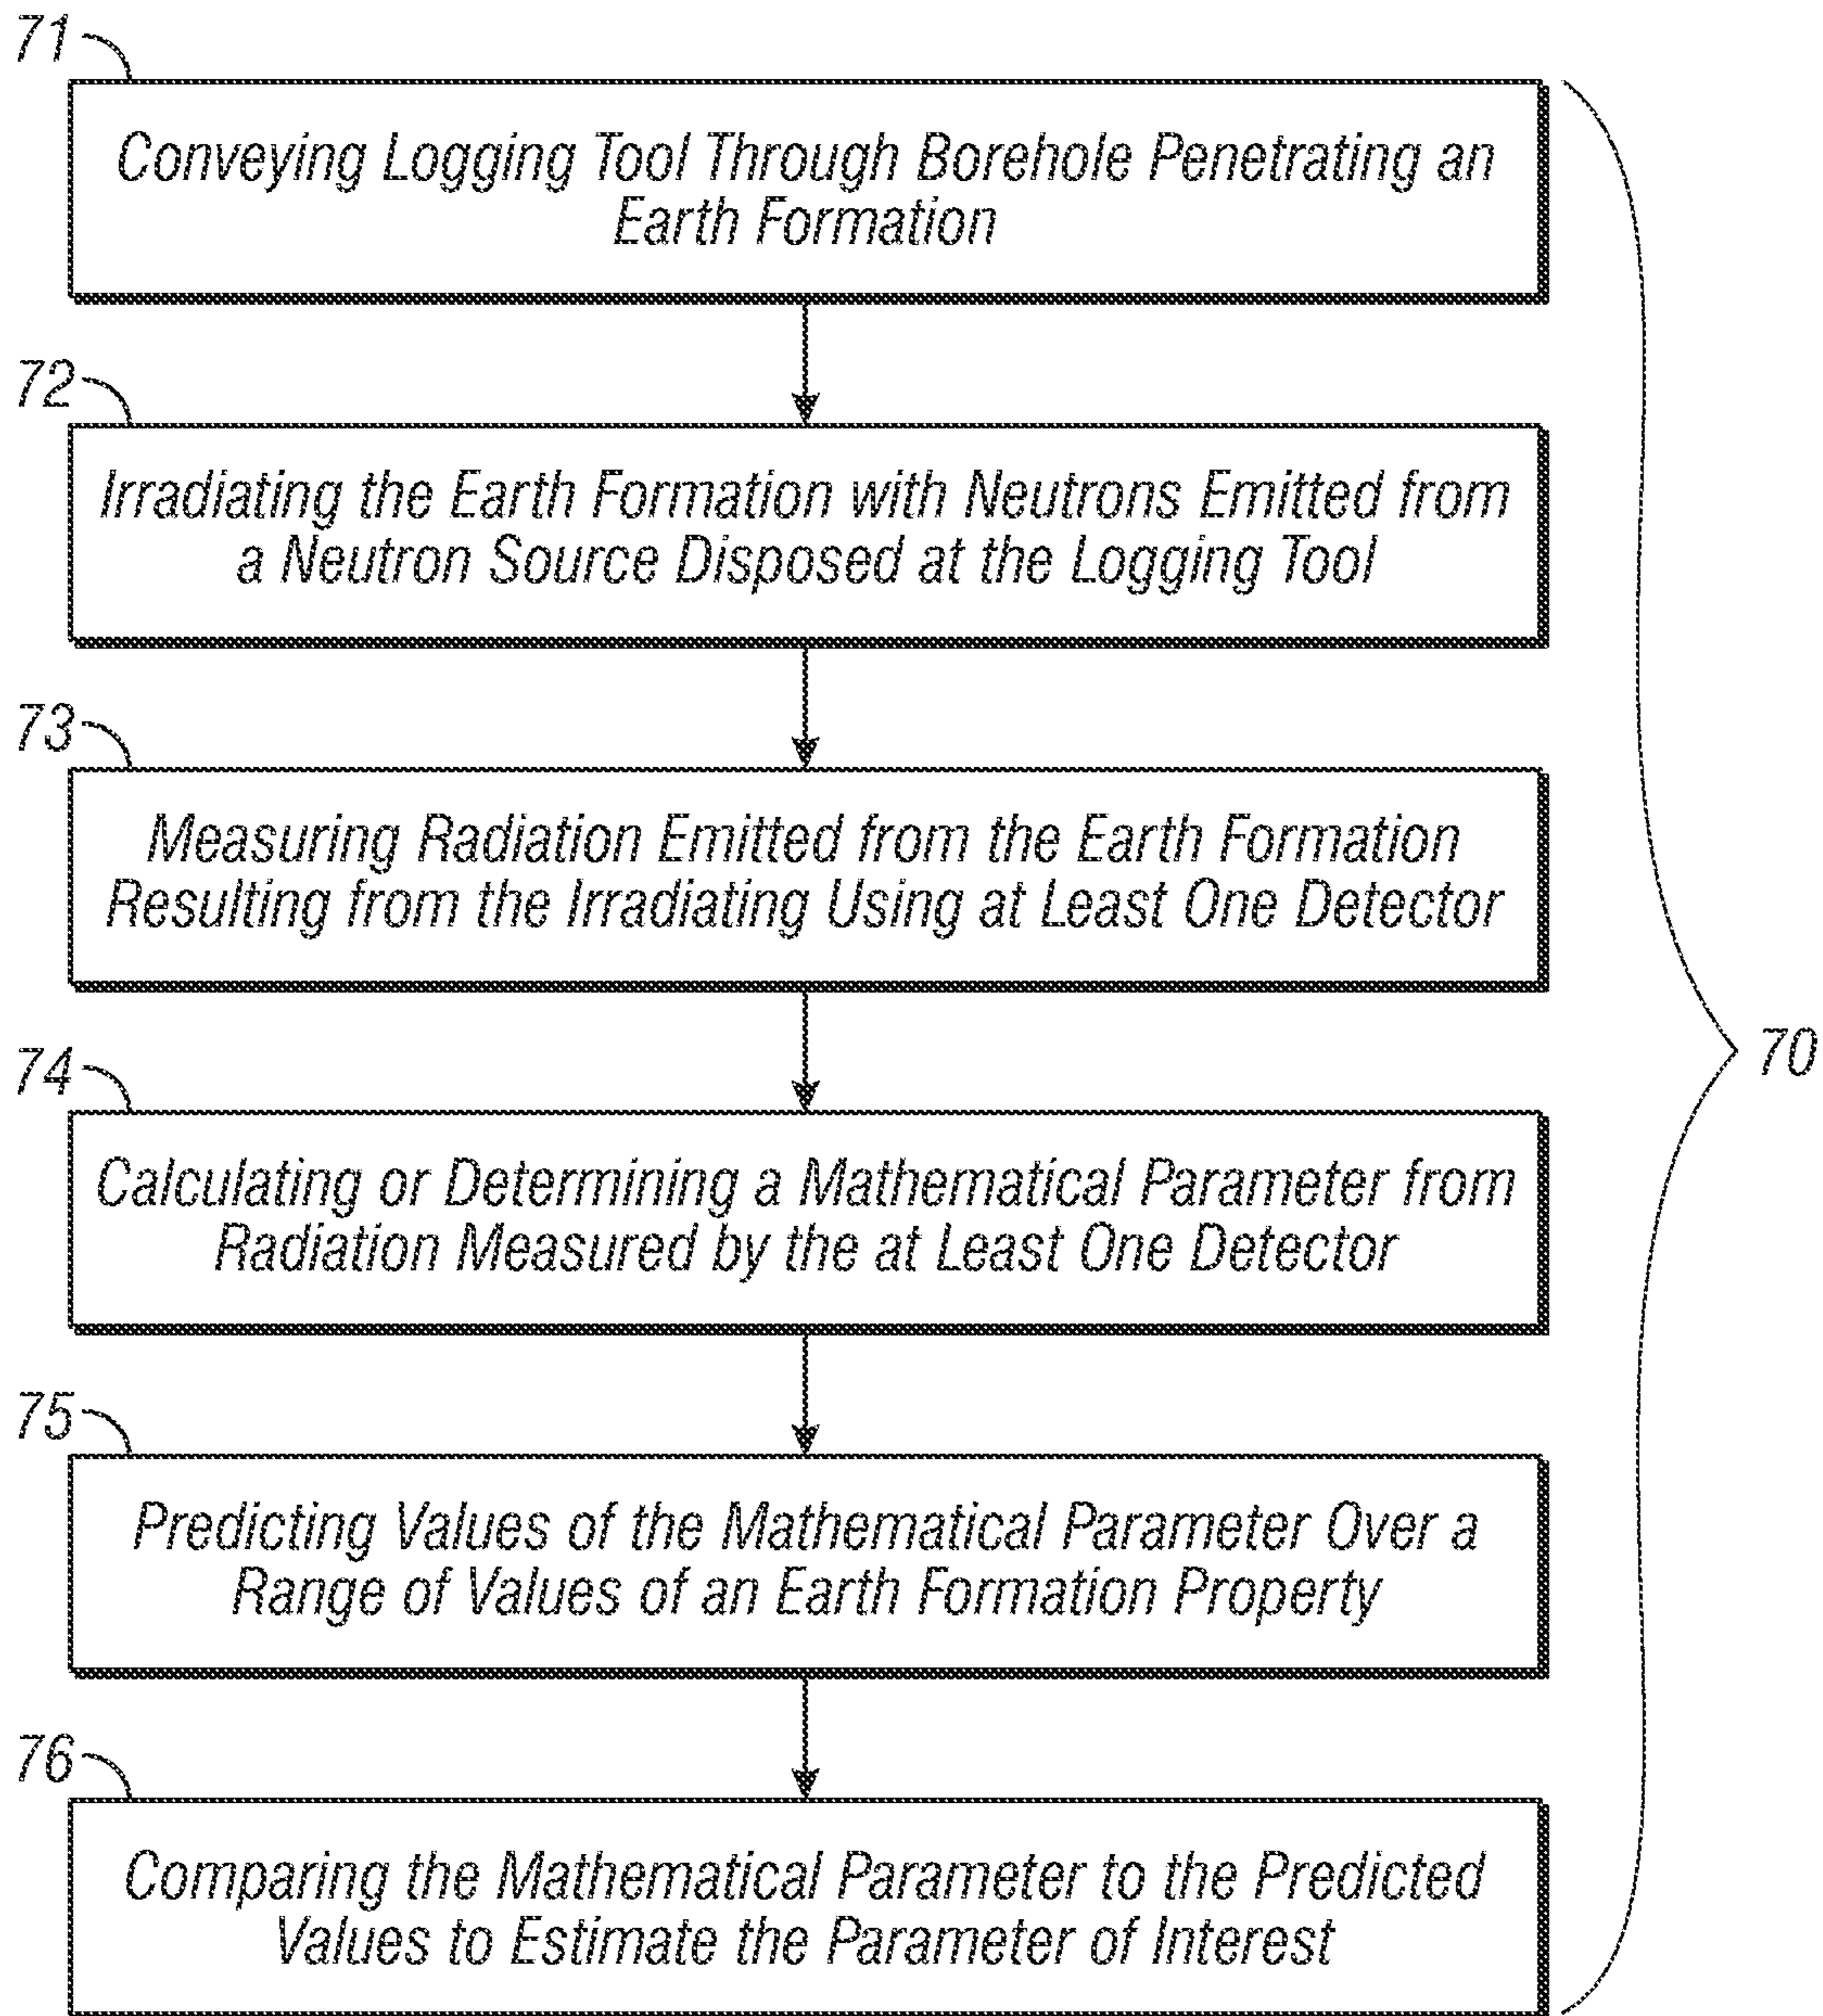 71
Conveying Logging Tool Through Borehole Penetrating an
Earth Formation
72
Irradiating the Earth Formation with Neutrons Emitted from
a Neutron Source Disposed at the Logging Tool
73
Measuring Radiation Emitted from the Earth Formation
Resulting from the Irradiating Using at Least One Detector
70
74
Calculating or Determining a Mathematical Parameter from
Radiation Measured by the at Least One Detector
75
Predicting Values of the Mathematical Parameter Over a
Range of Values of an Earth Formation Property
76
Comparing the Mathematical Parameter to the Predicted
Values to Estimate the Parameter of Interest